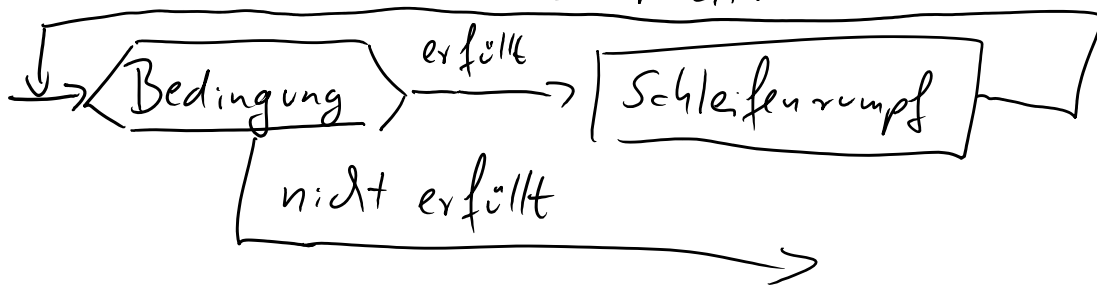 erfüllt
Bedingung
Schleifenrumpf
nicht erfüllt